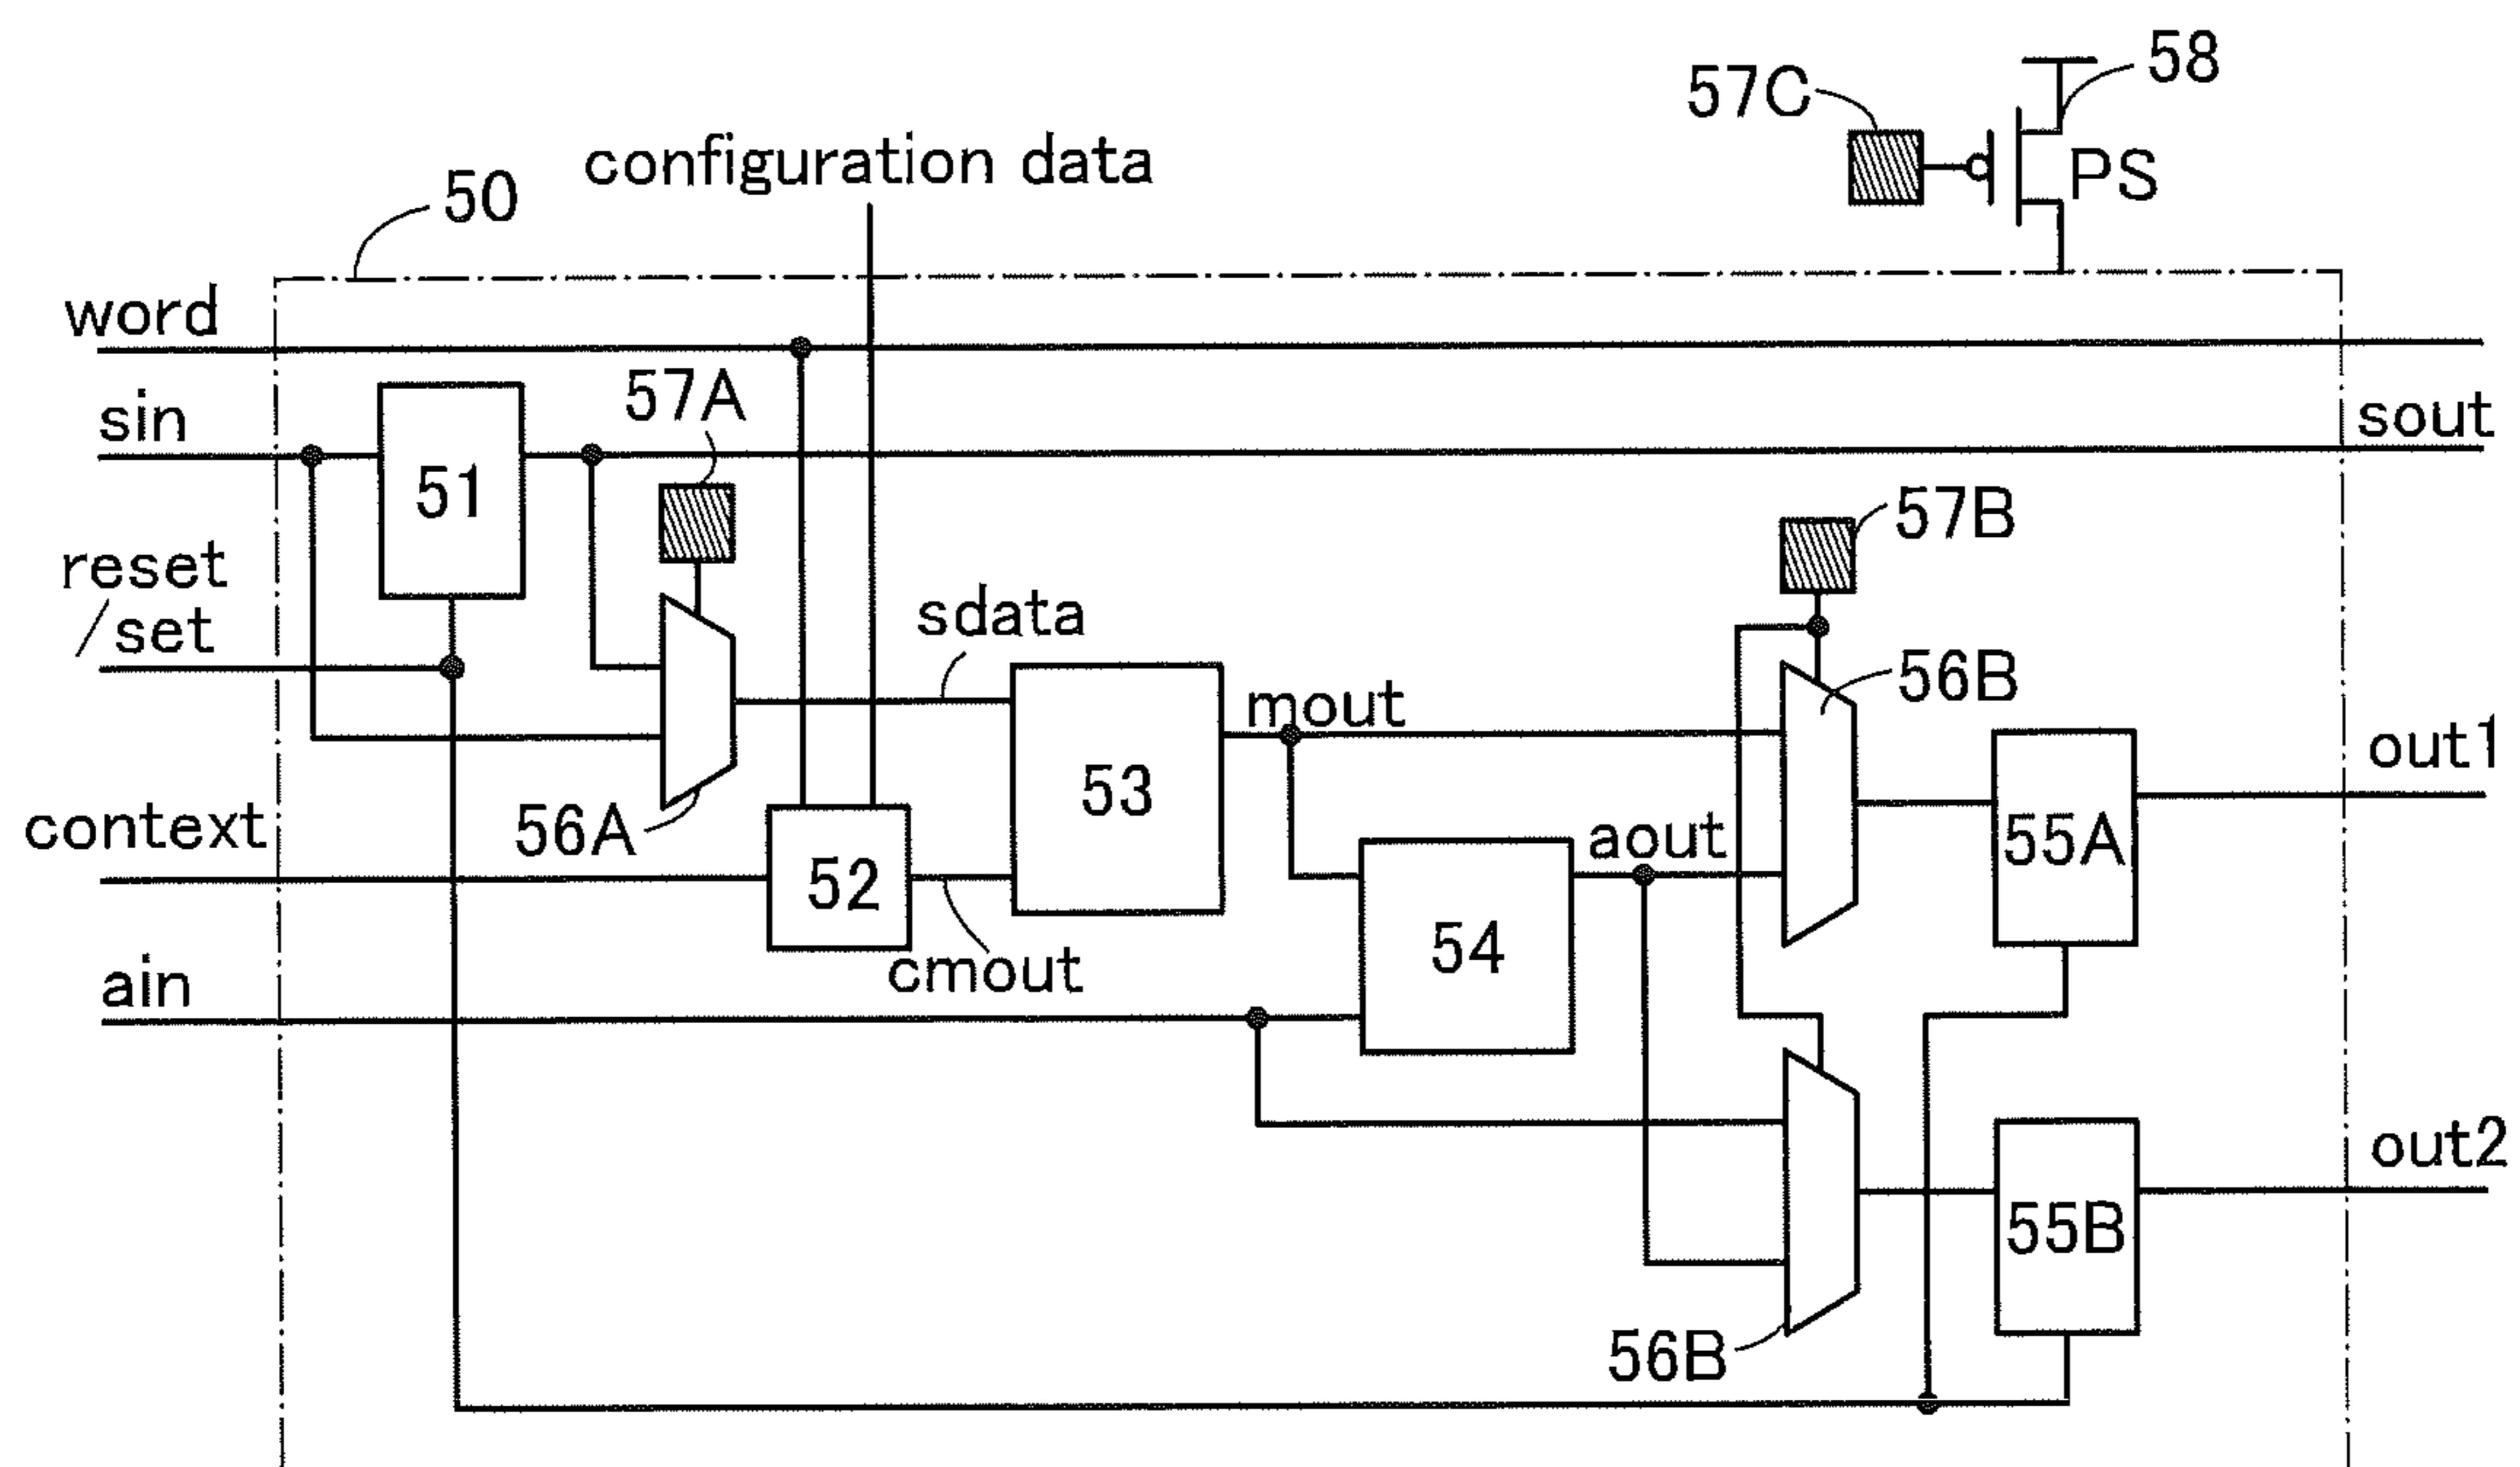 58
57C
PS
configuration data
50
word
57A
sin
sout
51
57B
reset
/set
sdata
56B
mout
out1
53
context
56A
aout
55A
52
54
cmout
ain
out2
55B
56B